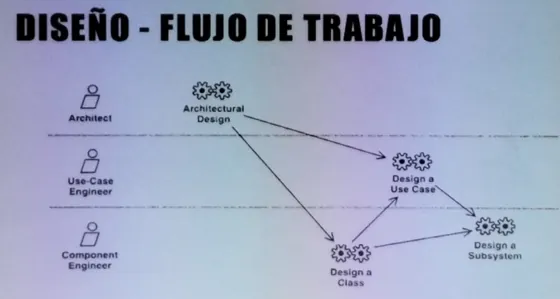 DISEÑO - FLUJO DE TRABAJO
Architect
Architectural
Design
Use-Case
Engineer
Design a
Use Case
Component
Engineer
Design a
Class
Design a
Subsystem